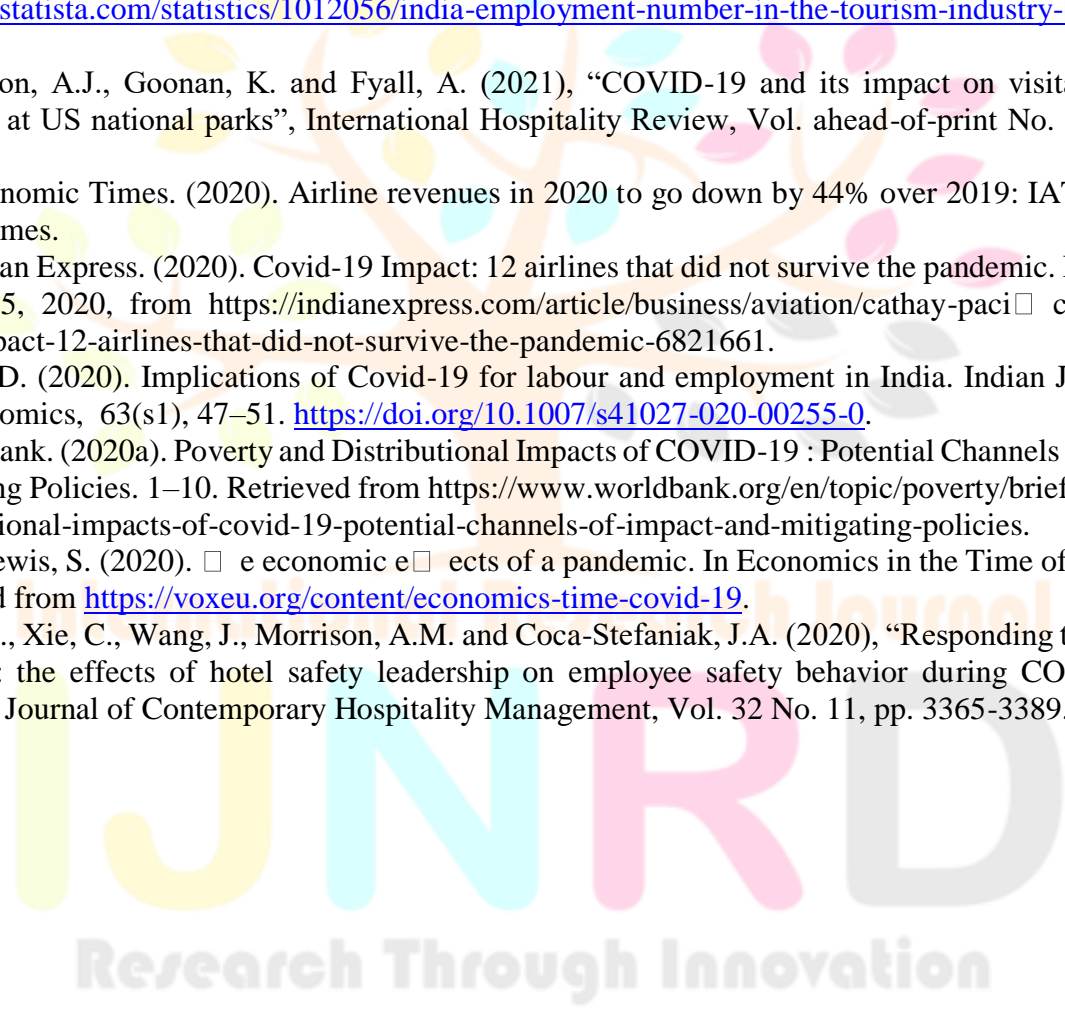 statista.com/statistics/1012056/india-employment-number-in-the-tourism-industry-
on, A.J., Goonan, K. and Fyall, A. (2021), “COVID-19 and its impact on visita
at US national parks”, International Hospitality Review, Vol. ahead-of-print No.
nomic Times. (2020). Airline revenues in 2020 to go down by 44% over 2019: IAT
mes.
an Express. (2020). Covid-19 Impact: 12 airlines that did not survive the pandemic.
5, 2020, from https://indianexpress.com/article/business/aviation/cathay-paci□ c
pact-12-airlines-that-did-not-survive-the-pandemic-6821661.
D. (2020). Implications of Covid-19 for labour and employment in India. Indian J
omics, 63(s1), 47–51. https://doi.org/10.1007/s41027-020-00255-0.
ank. (2020a). Poverty and Distributional Impacts of COVID-19 : Potential Channels
ng Policies. 1–10. Retrieved from https://www.worldbank.org/en/topic/poverty/brief
ional-impacts-of-covid-19-potential-channels-of-impact-and-mitigating-policies.
ewis, S. (2020). □ e economic e□ ects of a pandemic. In Economics in the Time of
d from https://voxeu.org/content/economics-time-covid-19.
International Research Journal
., Xie, C., Wang, J., Morrison, A.M. and Coca-Stefaniak, J.A. (2020), “Responding t
: the effects of hotel safety leadership on employee safety behavior during CO
Journal of Contemporary Hospitality Management, Vol. 32 No. 11, pp. 3365-3389.
IJNRD
Research Through Innovation